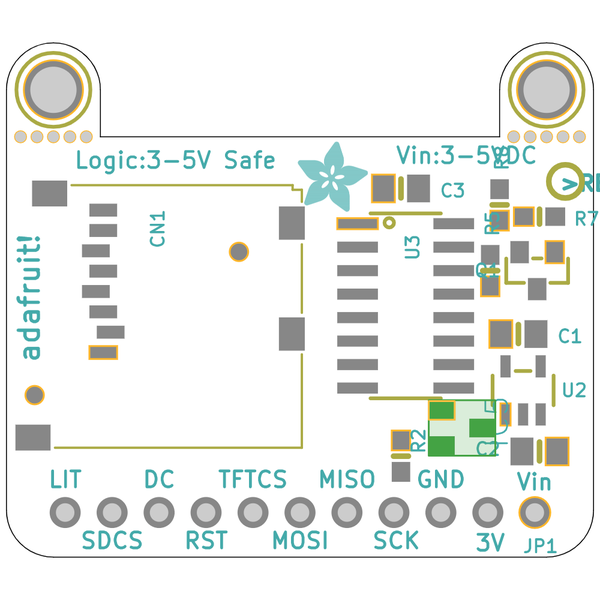 Logic:3-5V Safe
Vin:3-5VDC
C3
R5
R7
CN1
U3
adafruit!
C1
U2
R2
C2
LIT
DC
TFTCS
MISO
GND
Vin
SDCS
RST
MOSI
SCK
3V
JP1